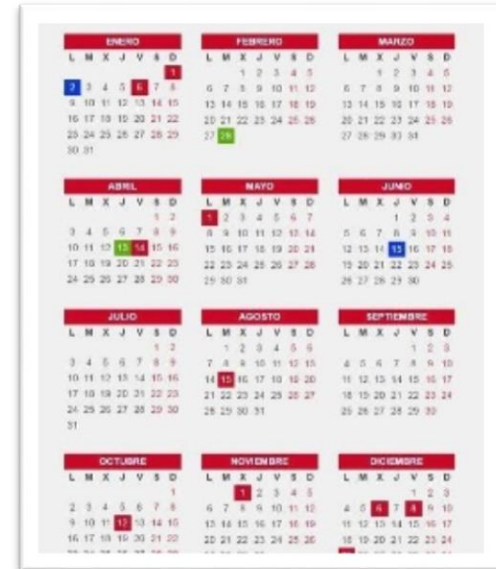 ENERO
L M X J V S D
1
2 3 4 5 6 7 8
9 10 11 12 13 14 15
16 17 18 19 20 21 22
23 24 25 26 27 28 29
30 31
FEBRERO
L M X J V S D
1 2 3 4 5
6 7 8 9 10 11 12
13 14 15 16 17 18 19
20 21 22 23 24 25 26
27 28
MARZO
L M X J V S D
1 2 3 4 5
6 7 8 9 10 11 12
13 14 15 16 17 18 19
20 21 22 23 24 25 26
27 28 29 30 31
ABRIL
L M X J V S D
1 2
3 4 5 6 7 8 9
10 11 12 13 14 15 16
17 18 19 20 21 22 23
24 25 26 27 28 29 30
MAYO
L M X J V S D
1 2 3 4 5 6 7
8 9 10 11 12 13 14
15 16 17 18 19 20 21
22 23 24 25 26 27 28
29 30 31
JUNIO
L M X J V S D
1 2 3 4
5 6 7 8 9 10 11
12 13 14 15 16 17 18
19 20 21 22 23 24 25
26 27 28 29 30
JULIO
L M X J V S D
1 2
3 4 5 6 7 8 9
10 11 12 13 14 15 16
17 18 19 20 21 22 23
24 25 26 27 28 29 30
31
AGOSTO
L M X J V S D
1 2 3 4 5 6
7 8 9 10 11 12 13
14 15 16 17 18 19 20
21 22 23 24 25 26 27
28 29 30 31
SEPTIEMBRE
L M X J V S D
1 2 3
4 5 6 7 8 9 10
11 12 13 14 15 16 17
18 19 20 21 22 23 24
25 26 27 28 29 30
OCTUBRE
L M X J V S D
1
2 3 4 5 6 7 8
9 10 11 12 13 14 15
16 17 18 19 20 21 22
NOVIEMBRE
L M X J V S D
1 2 3 4 5
6 7 8 9 10 11 12
13 14 15 16 17 18 19
20 21 22 23 24 25 26
DICIEMBRE
L M X J V S D
1 2 3
4 5 6 7 8 9 10
11 12 13 14 15 16 17
18 19 20 21 22 23 24